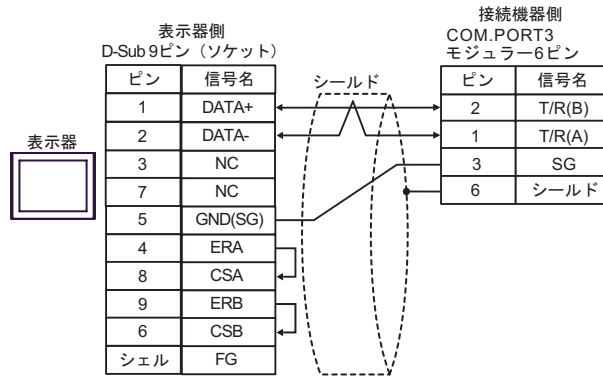 表示器側
D-Sub 9ピン（ソケット）
接続機器側
COM.PORT3
モジュラー6ピン
表示器
シールド
ピン 信号名
1 DATA+
2 DATA-
3 NC
7 NC
5 GND(SG)
4 ERA
8 CSA
9 ERB
6 CSB
シェル FG
ピン 信号名
2 T/R(B)
1 T/R(A)
3 SG
6 シールド